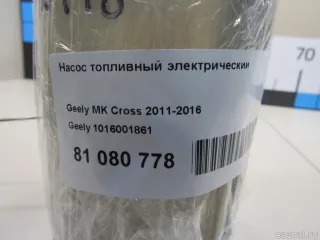 Насос топливный электрический
Geely MK Cross 2011-2016
Geely 1016001861
81 080 778
70